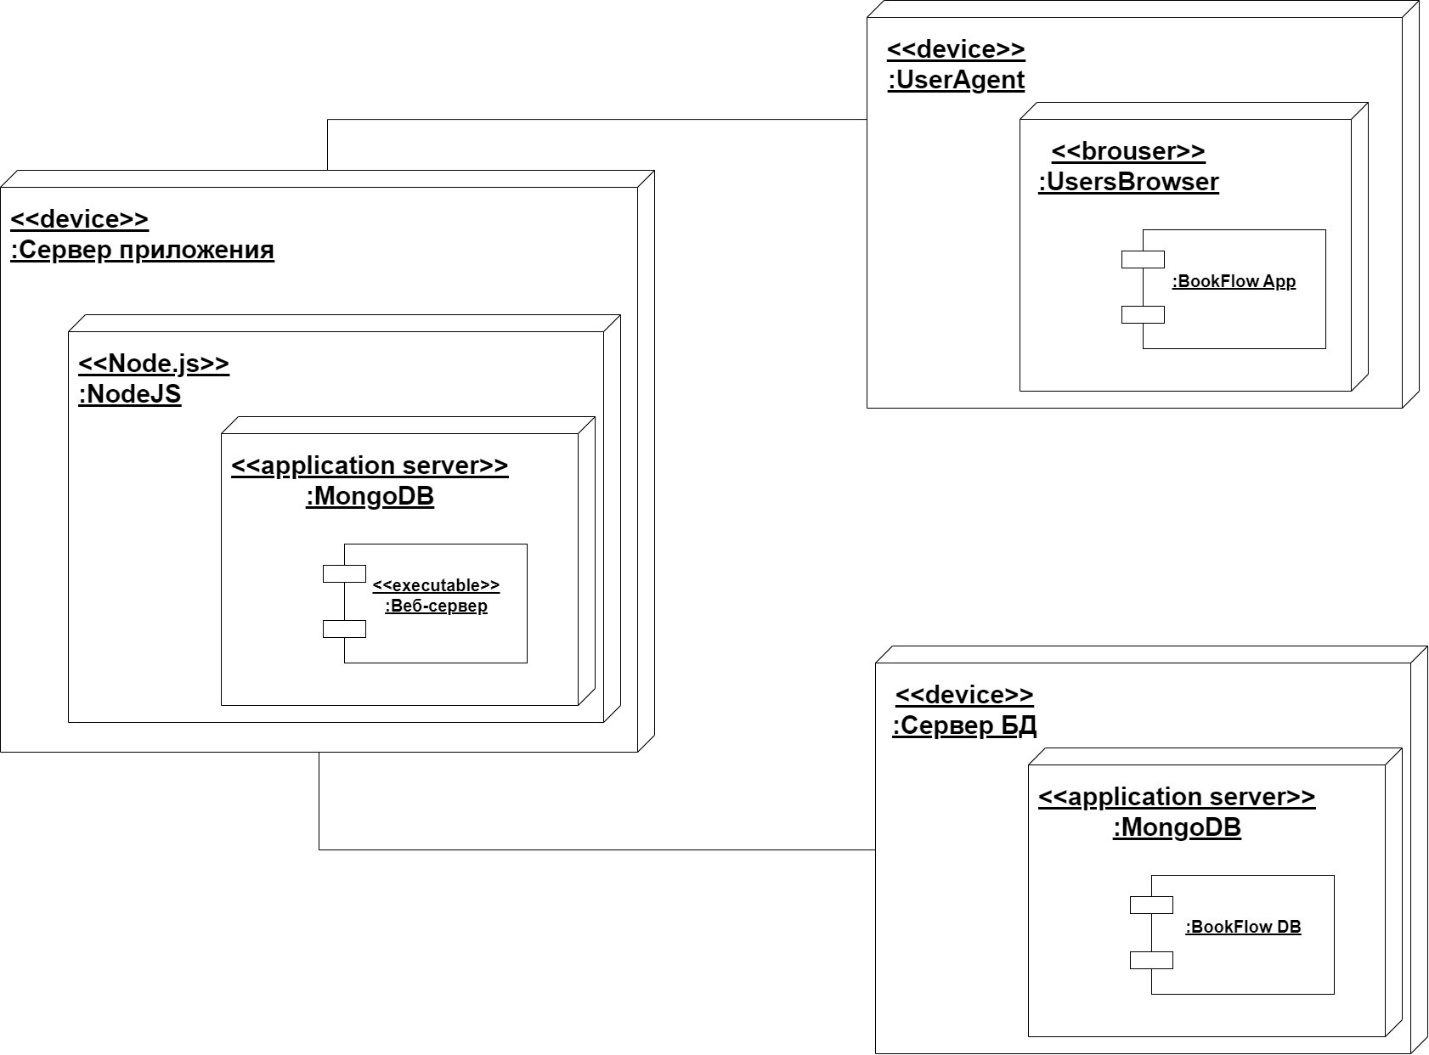 <<device>>
:UserAgent
<<brouser>>
:UsersBrowser
:BookFlow App
<<device>>
:Сервер приложения
<<Node.js>>
:NodeJS
<<application server>>
:MongoDB
<<executable>>
:Веб-сервер
<<device>>
:Сервер БД
<<application server>>
:MongoDB
:BookFlow DB